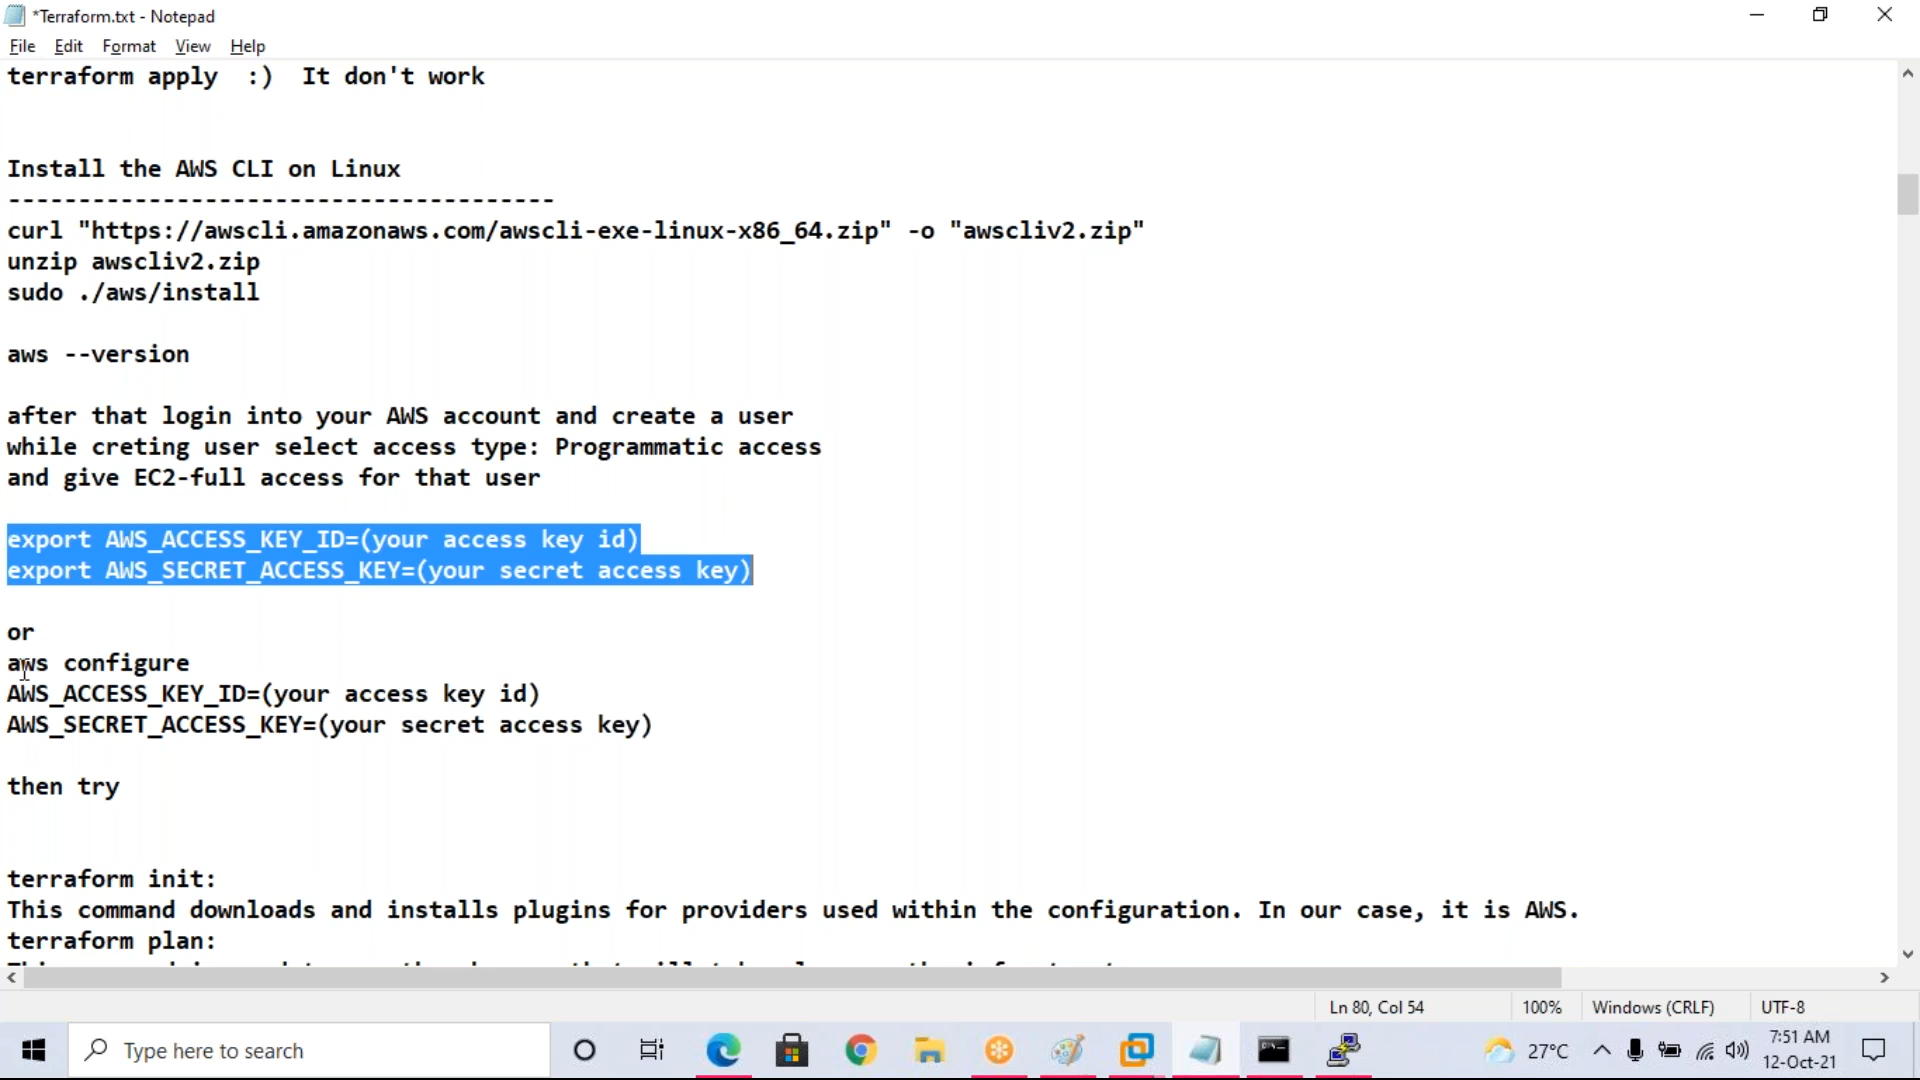 *Terraform.txt - Notepad
File Edit Format View Help
terraform apply  :)  It don't work
Install the AWS CLI on Linux
---------------------------------------
curl "https://awscli.amazonaws.com/awscli-exe-linux-x86_64.zip" -o "awscliv2.zip"
unzip awscliv2.zip
sudo ./aws/install
aws --version
after that login into your AWS account and create a user
while creting user select access type: Programmatic access
and give EC2-full access for that user
export AWS_ACCESS_KEY_ID=(your access key id)
export AWS_SECRET_ACCESS_KEY=(your secret access key)
or
aws configure
AWS_ACCESS_KEY_ID=(your access key id)
AWS_SECRET_ACCESS_KEY=(your secret access key)
then try
terraform init:
This command downloads and installs plugins for providers used within the configuration. In our case, it is AWS.
terraform plan:
Ln 80, Col 54 100% Windows (CRLF) UTF-8
Type here to search
27°C
7:51 AM
12-Oct-21